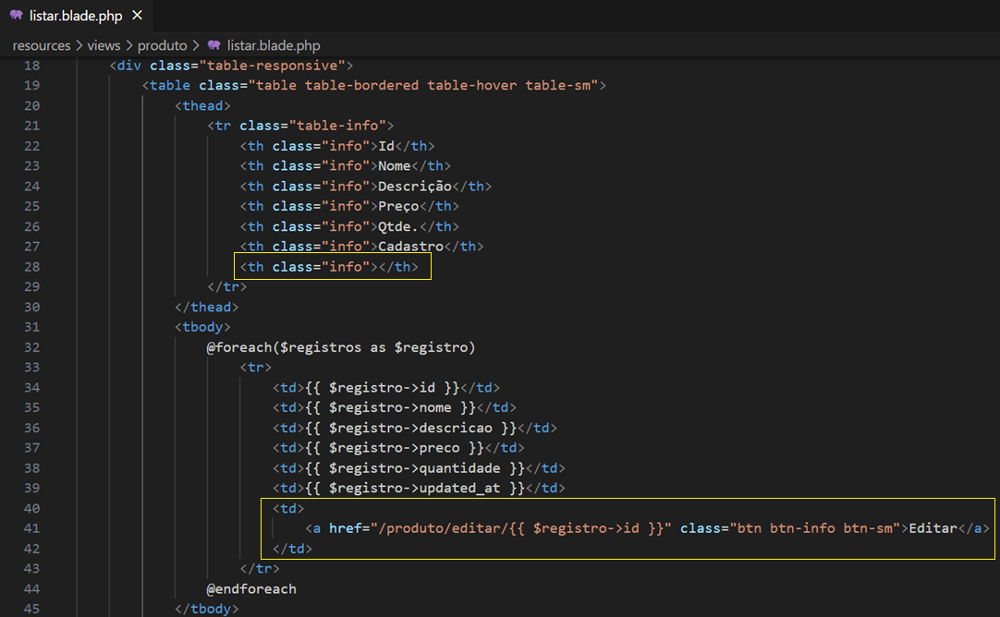 listar.blade.php ×
resources > views > produto > listar.blade.php
18 <div class="table-responsive">
19 <table class="table table-bordered table-hover table-sm">
20 <thead>
21 <tr class="table-info">
22 <th class="info">Id</th>
23 <th class="info">Nome</th>
24 <th class="info">Descrição</th>
25 <th class="info">Preço</th>
26 <th class="info">Qtde.</th>
27 <th class="info">Cadastro</th>
28 <th class="info"></th>
29 </tr>
30 </thead>
31 <tbody>
32 @foreach($registros as $registro)
33 <tr>
34 <td>{{ $registro->id }}</td>
35 <td>{{ $registro->nome }}</td>
36 <td>{{ $registro->descricao }}</td>
37 <td>{{ $registro->preco }}</td>
38 <td>{{ $registro->quantidade }}</td>
39 <td>{{ $registro->updated_at }}</td>
40 <td>
41 <a href="/produto/editar/{{ $registro->id }}" class="btn btn-info btn-sm">Editar</a>
42 </td>
43 </tr>
44 @endforeach
45 </tbody>